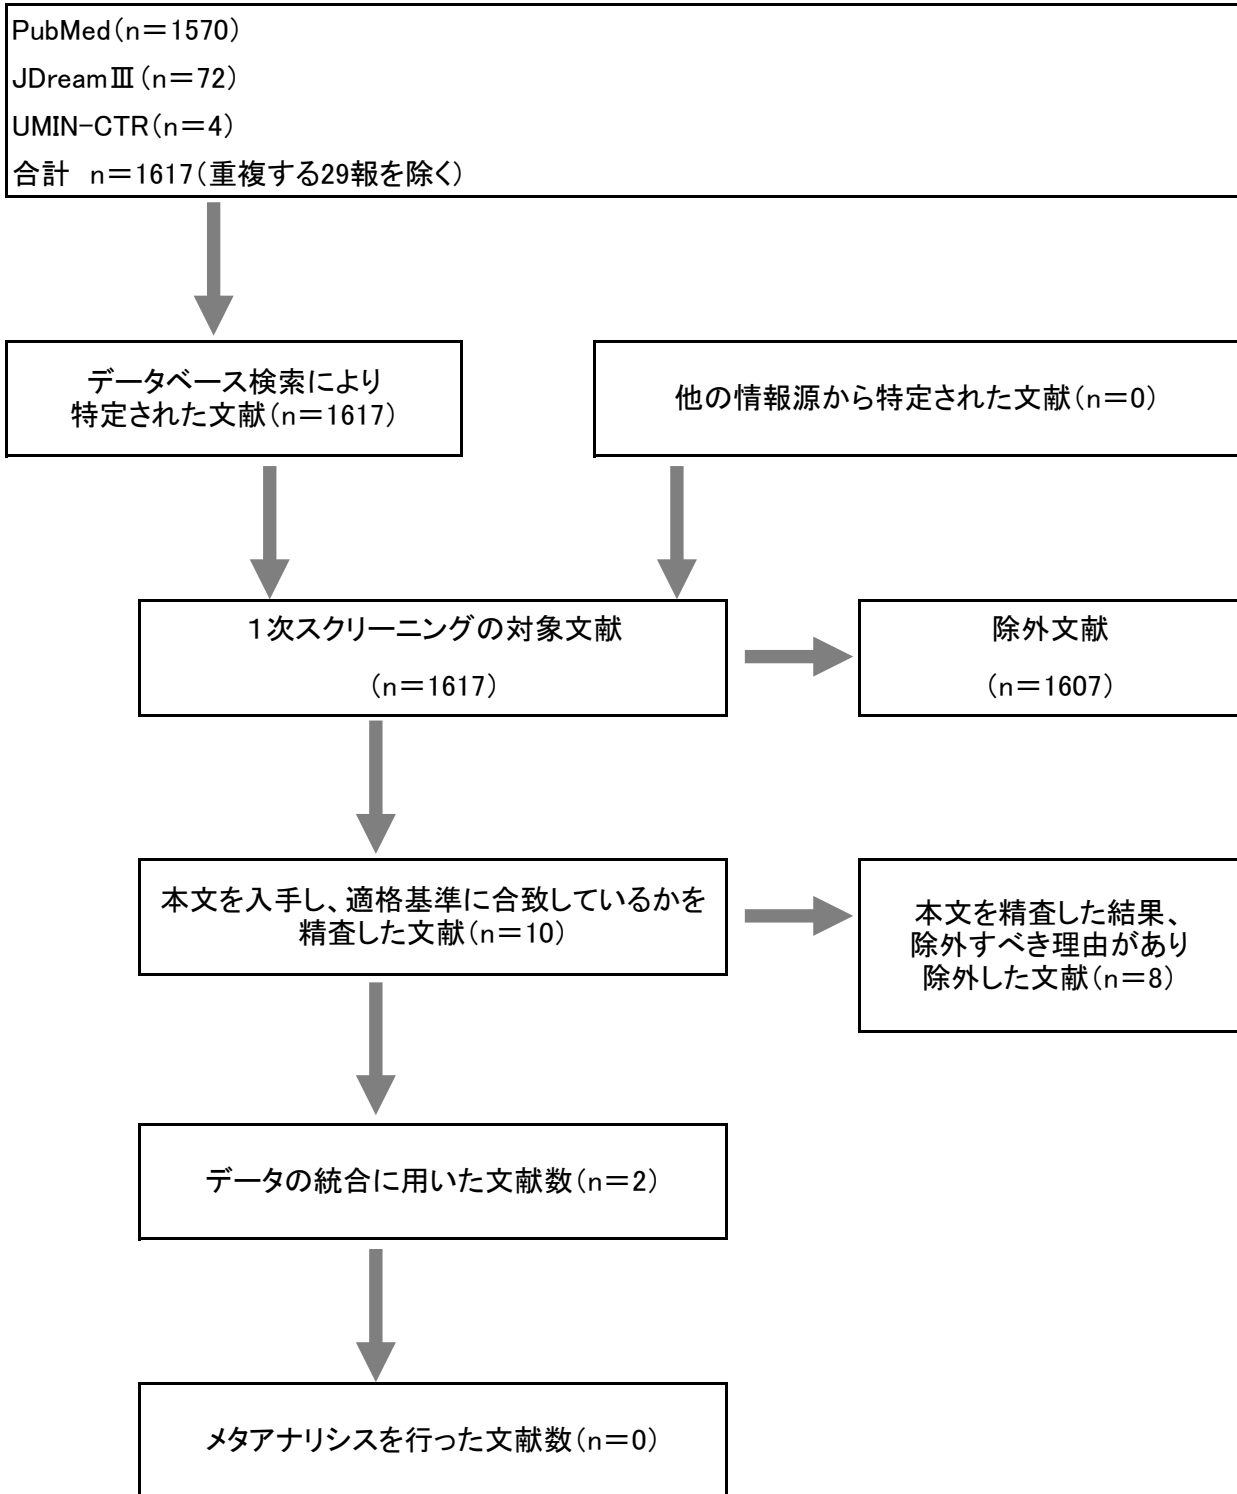 PubMed(n＝1570)
JDreamⅢ(n＝72)
UMIN-CTR(n＝4)
合計　n＝1617(重複する29報を除く)
データベース検索により
特定された文献(n＝1617)
他の情報源から特定された文献(n＝0)
１次スクリーニングの対象文献
(n＝1617)
除外文献
(n＝1607)
本文を入手し、適格基準に合致しているかを
精査した文献(n＝10)
本文を精査した結果、
除外すべき理由があり
除外した文献(n＝8)
データの統合に用いた文献数(n＝2)
メタアナリシスを行った文献数(n＝0)